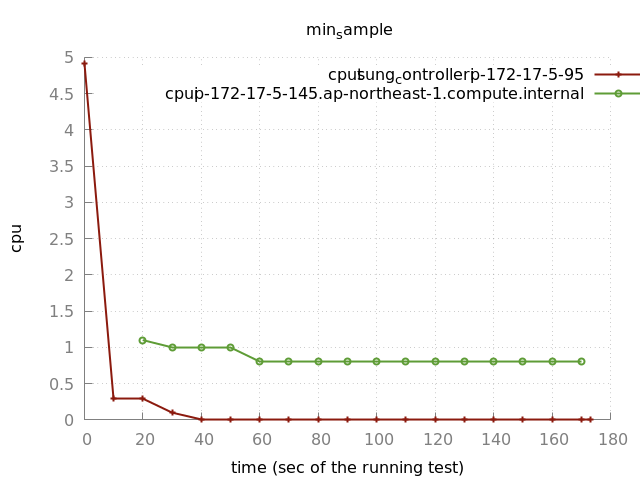 min_sample
cpu tsung_controller ip-172-17-5-95
cpu ip-172-17-5-145.ap-northeast-1.compute.internal
5
4.5
4
3.5
3
2.5
2
1.5
1
0.5
0
cpu
0 20 40 60 80 100 120 140 160 180
time (sec of the running test)